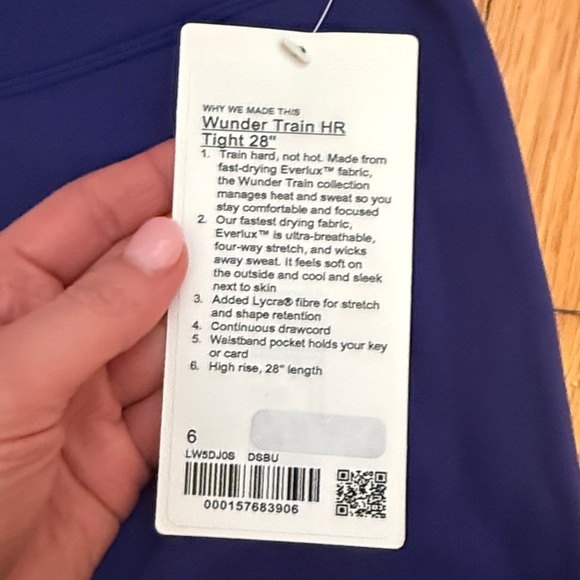 WHY WE MADE THIS
Wunder Train HR
Tight 28"
1. Train hard, not hot. Made from
fast-drying Everlux™ fabric,
the Wunder Train collection
manages heat and sweat so you
stay comfortable and focused
2. Our fastest drying fabric,
Everlux™ is ultra-breathable,
four-way stretch, and wicks
away sweat. It feels soft on
the outside and cool and sleek
next to skin
3. Added Lycra® fibre for stretch
and shape retention
4. Continuous drawcord
5. Waistband pocket holds your key
or card
6. High rise, 28" length
6
LW5DJ0S DSBU
000157683906